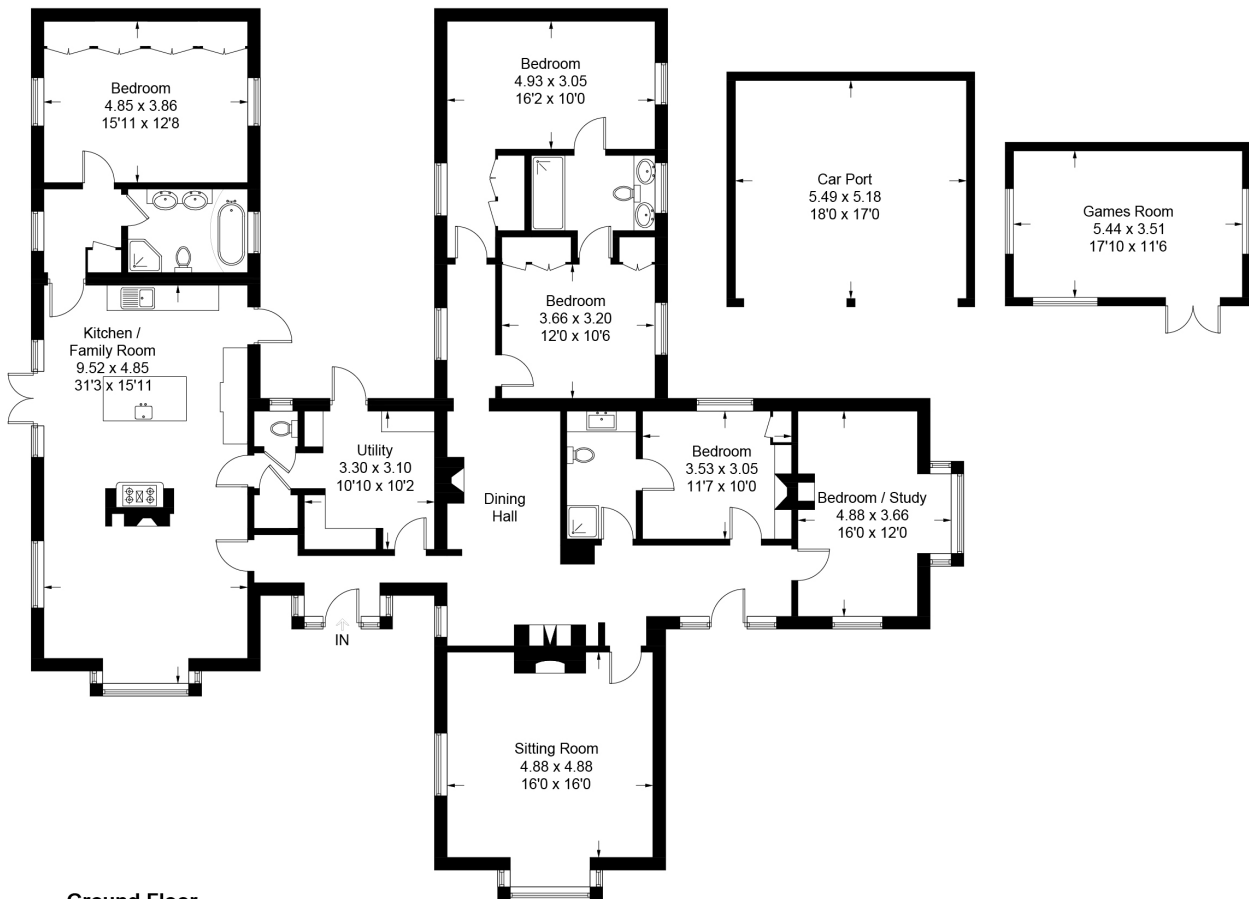 Bedroom
4.85 x 3.86
15'11 x 12'8
Bedroom
4.93 x 3.05
16'2 x 10'0
Car Port
5.49 x 5.18
18'0 x 17'0
Games Room
5.44 x 3.51
17'10 x 11'6
Kitchen /
Family Room
9.52 x 4.85
31'3 x 15'11
Bedroom
3.66 x 3.20
12'0 x 10'6
Utility
3.30 x 3.10
10'10 x 10'2
Dining
Hall
Bedroom
3.53 x 3.05
11'7 x 10'0
Bedroom / Study
4.88 x 3.66
16'0 x 12'0
IN
Sitting Room
4.88 x 4.88
16'0 x 16'0
Ground Floor